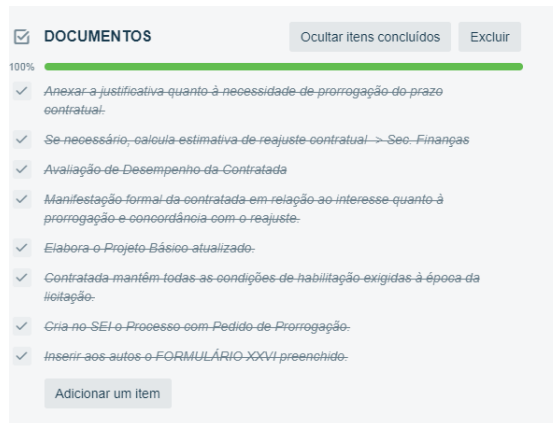 DOCUMENTOS
Ocultar itens concluídos
Excluir
100%
Anexar a justificativa quanto à necessidade de prorrogação do prazo
contratual.
Se necessário, calcula estimativa de reajuste contratual -> Sec. Finanças
Avaliação de Desempenho da Contratada
Manifestação formal da contratada em relação ao interesse quanto à
prorrogação e concordância com o reajuste.
Elabora o Projeto Básico atualizado.
Contratada mantêm todas as condições de habilitação exigidas à época da
licitação.
Cria no SEI o Processo com Pedido de Prorrogação.
Inserir aos autos o FORMULÁRIO XXVI preenchido.
Adicionar um item